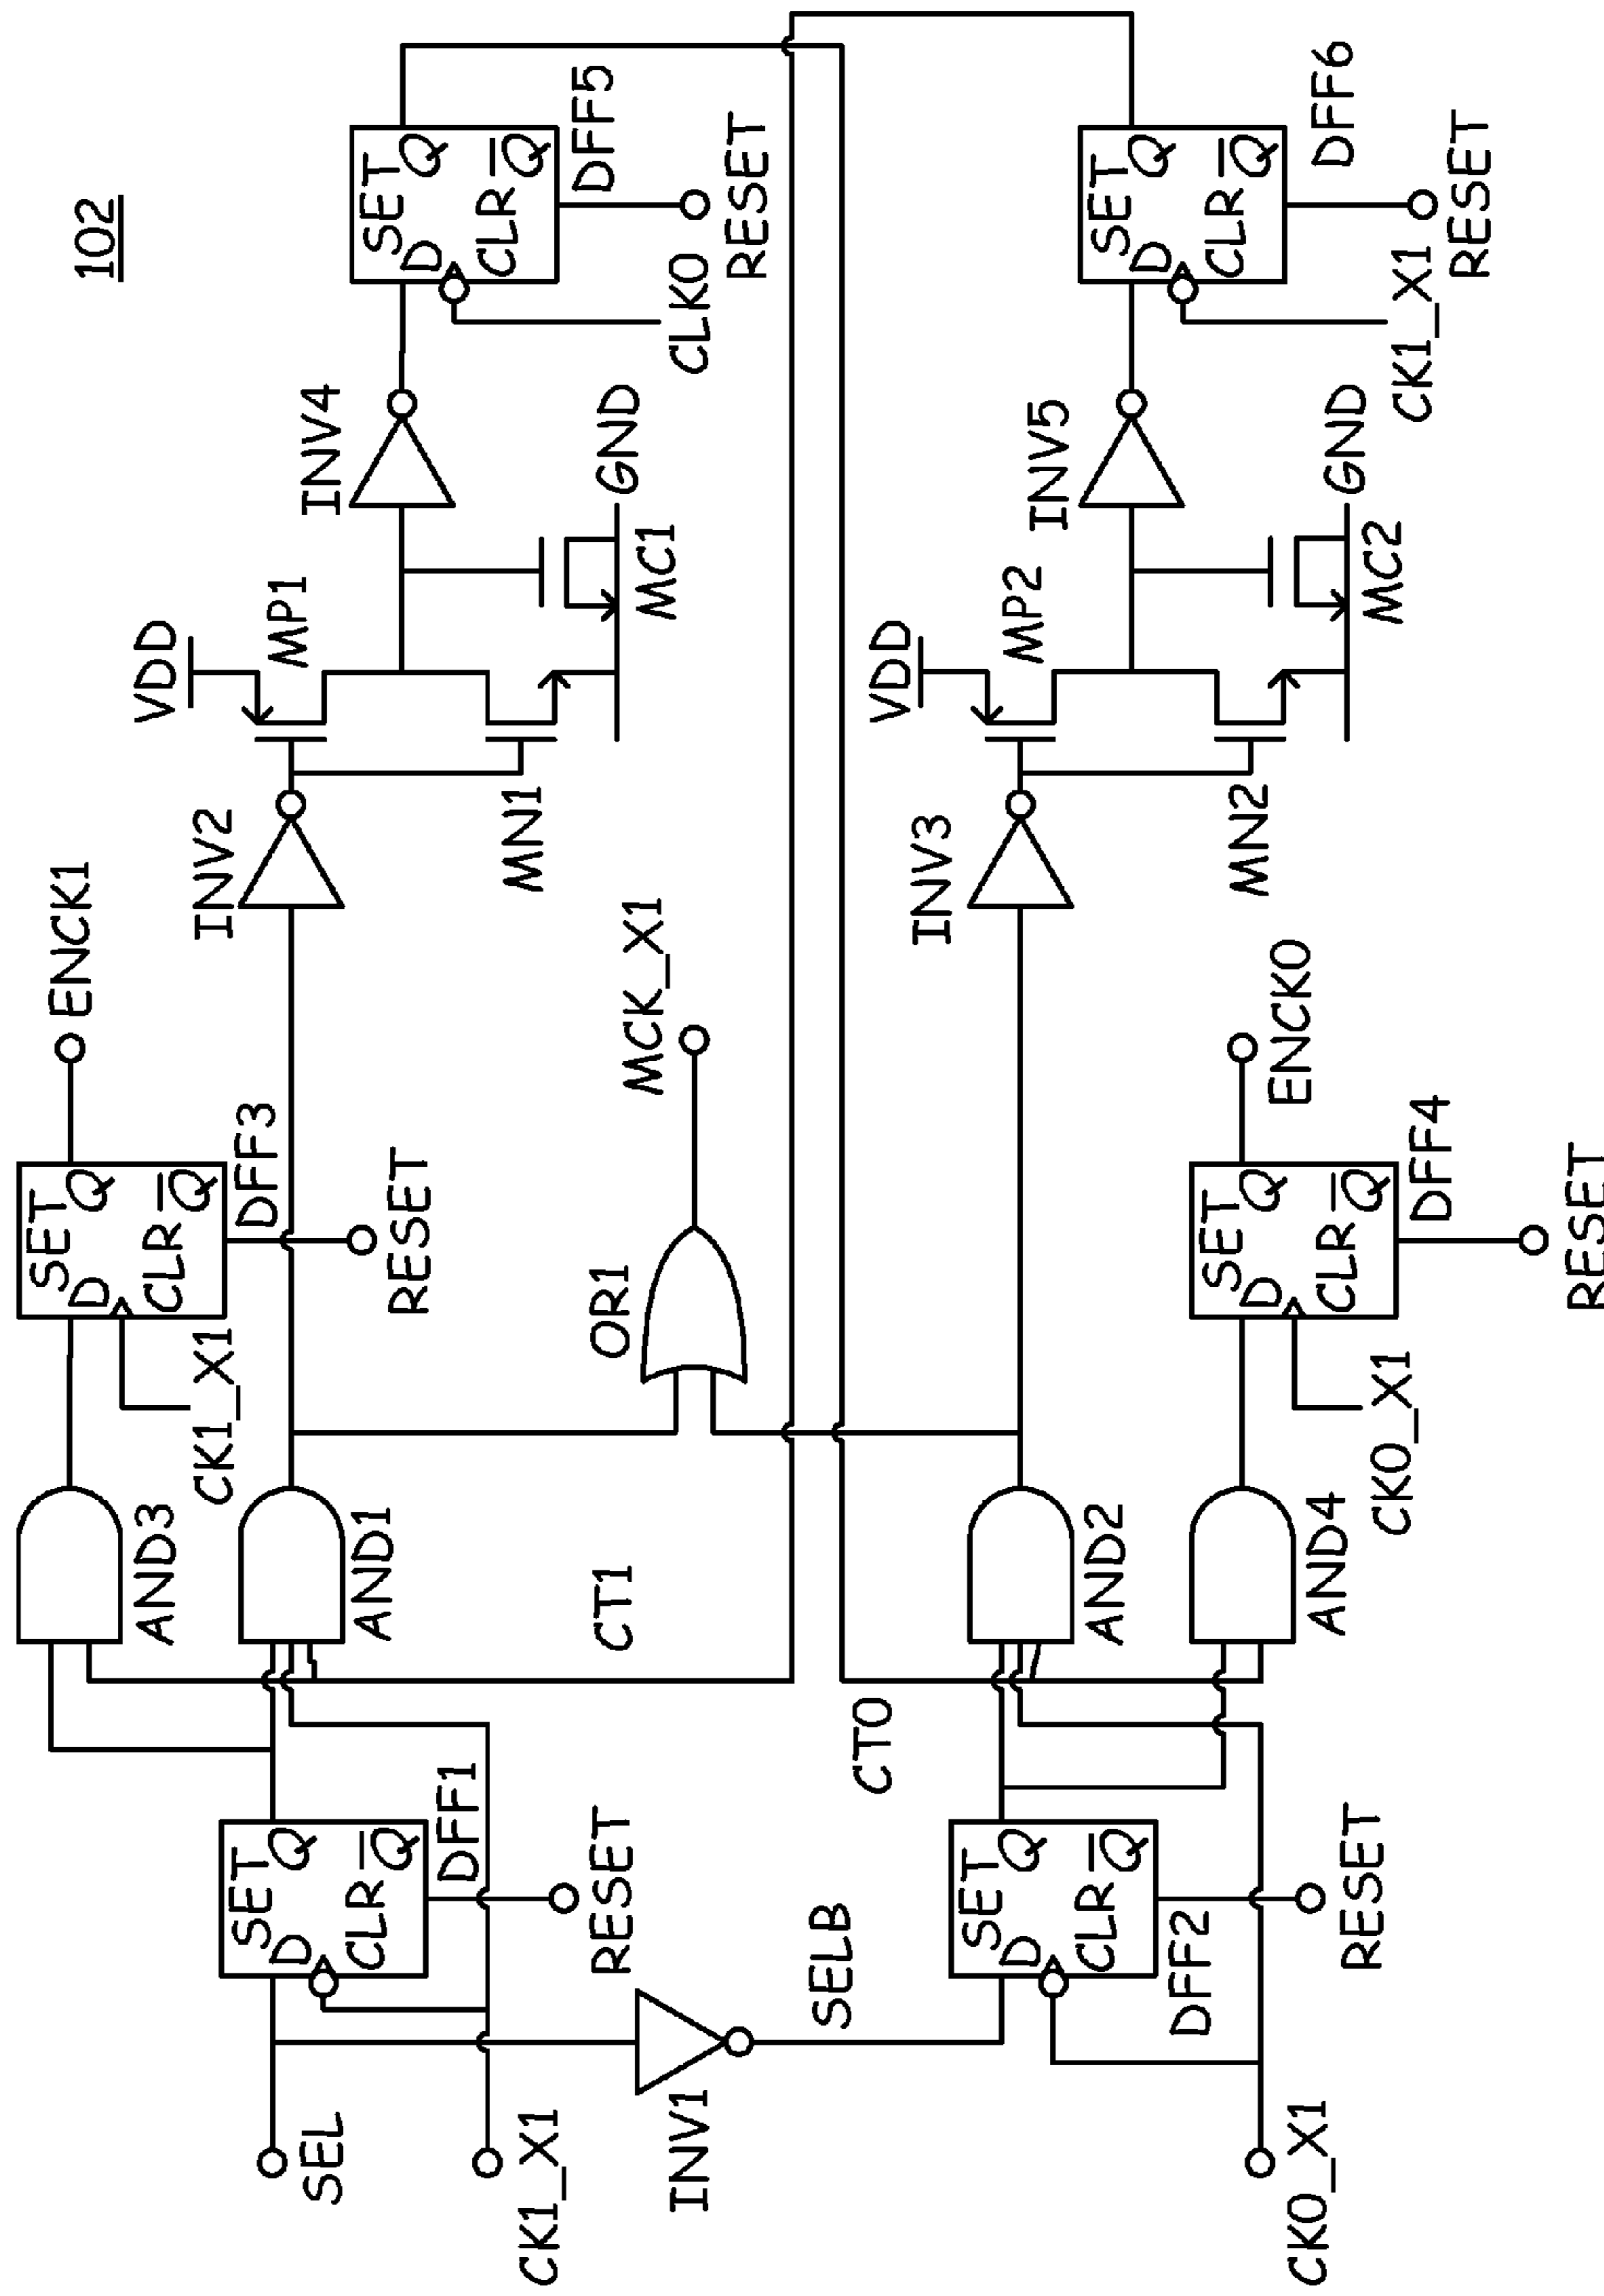 102
ENCK1
SET
D
Q
CLR
Q
DFF3
RESET
CK1_X1
AND3
AND1
INV2
VDD
MP1
MN1
MC1
GND
INV4
SET
D
Q
CLR
Q
DFF5
CLK0
RESET
SEL
SET
D
Q
CLR
Q
DFF1
RESET
CK1_X1
CT1
OR1
MCK_X1
INV1
SELB
CT0
SET
D
Q
CLR
Q
DFF2
RESET
CK0_X1
AND2
AND4
INV3
VDD
MP2
MN2
MC2
GND
INV5
SET
D
Q
CLR
Q
DFF6
CK1_X1
RESET
ENCK0
SET
D
Q
CLR
Q
DFF4
CK0_X1
RESET